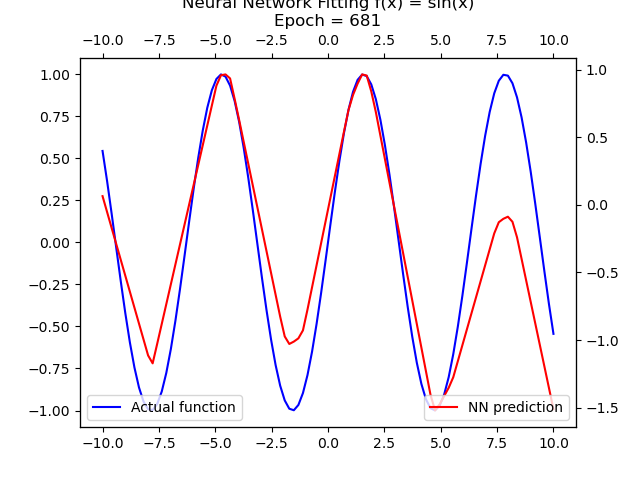 Neural Network Fitting f(x) = sin(x)
Epoch = 681
−10.0 −7.5 −5.0 −2.5 0.0 2.5 5.0 7.5 10.0
1.00
0.75
0.50
0.25
0.00
−0.25
−0.50
−0.75
−1.00
1.0
0.5
0.0
−0.5
−1.0
−1.5
Actual function
NN prediction
−10.0 −7.5 −5.0 −2.5 0.0 2.5 5.0 7.5 10.0